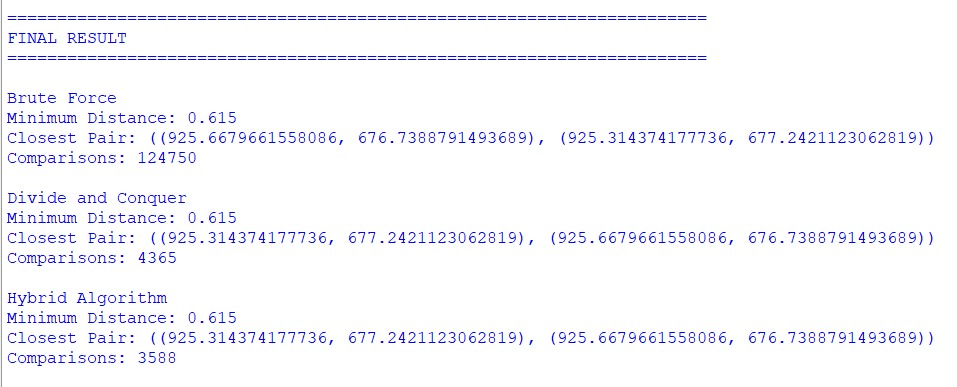 ======================================================================
FINAL RESULT
======================================================================
Brute Force
Minimum Distance: 0.615
Closest Pair: ((925.6679661558086, 676.7388791493689), (925.314374177736, 677.2421123062819))
Comparisons: 124750
Divide and Conquer
Minimum Distance: 0.615
Closest Pair: ((925.314374177736, 677.2421123062819), (925.6679661558086, 676.7388791493689))
Comparisons: 4365
Hybrid Algorithm
Minimum Distance: 0.615
Closest Pair: ((925.314374177736, 677.2421123062819), (925.6679661558086, 676.7388791493689))
Comparisons: 3588